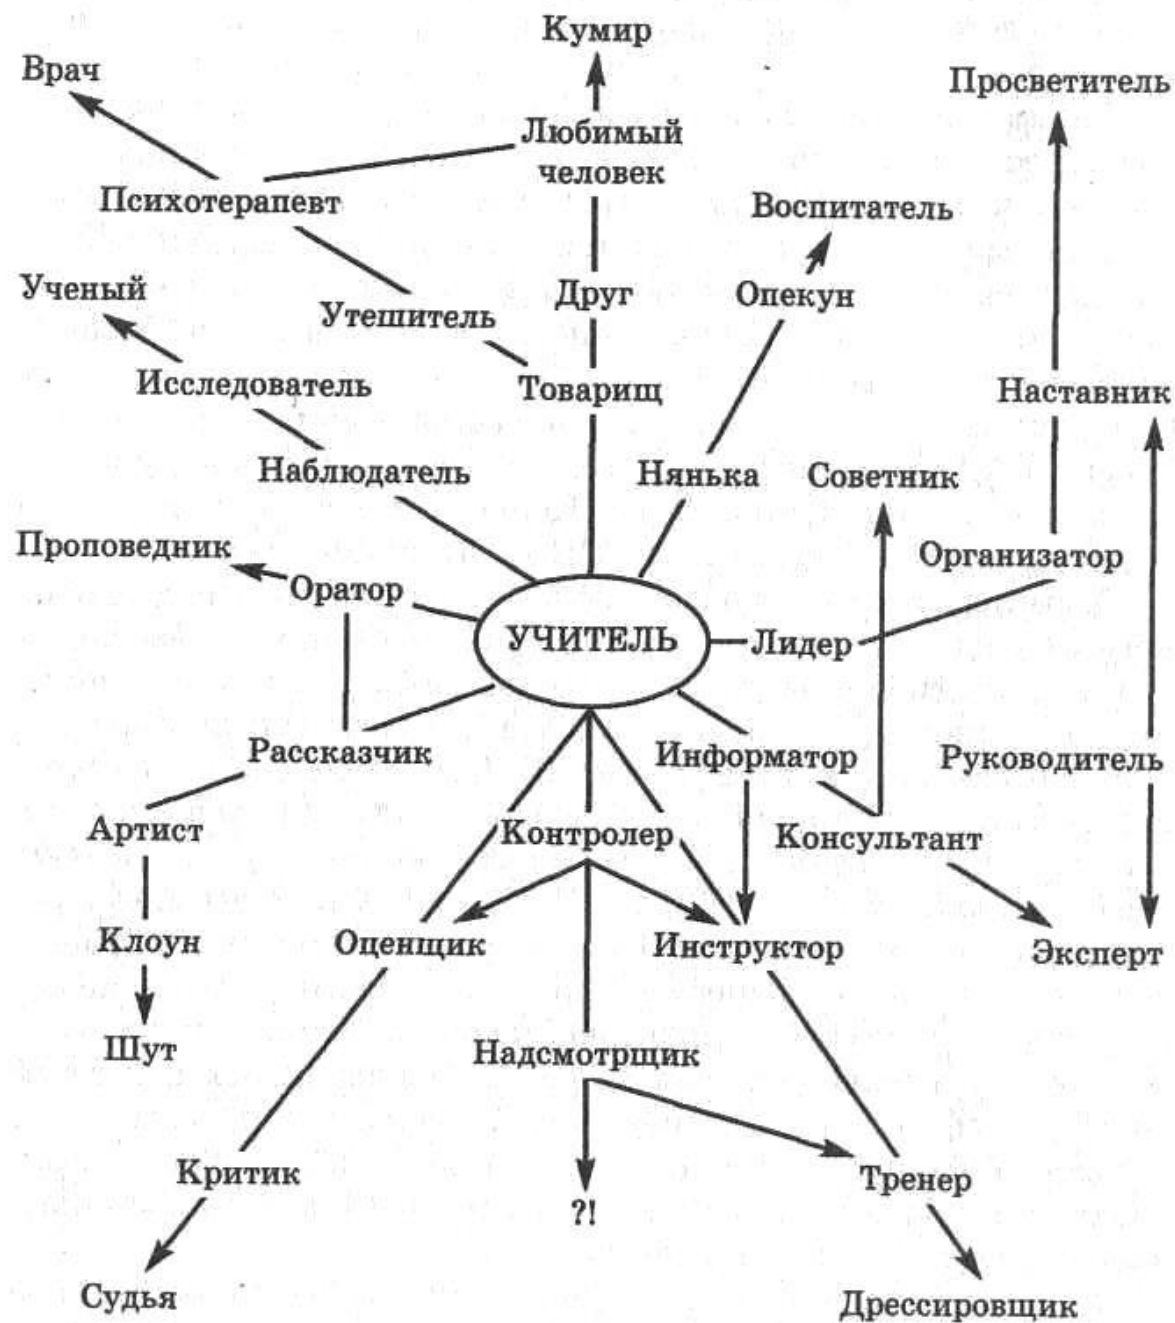 Кумир
Врач
Просветитель
Любимый
человек
Психотерапевт
Воспитатель
Ученый
Утешитель
Друг
Опекун
Исследователь
Товарищ
Наставник
Наблюдатель
Нянька
Советник
Проповедник
Оратор
Организатор
УЧИТЕЛЬ
Лидер
Рассказчик
Информатор
Руководитель
Артист
Контролер
Консультант
Клоун
Оценщик
Инструктор
Эксперт
Шут
Надсмотрщик
Критик
Тренер
?!
Судья
Дрессировщик